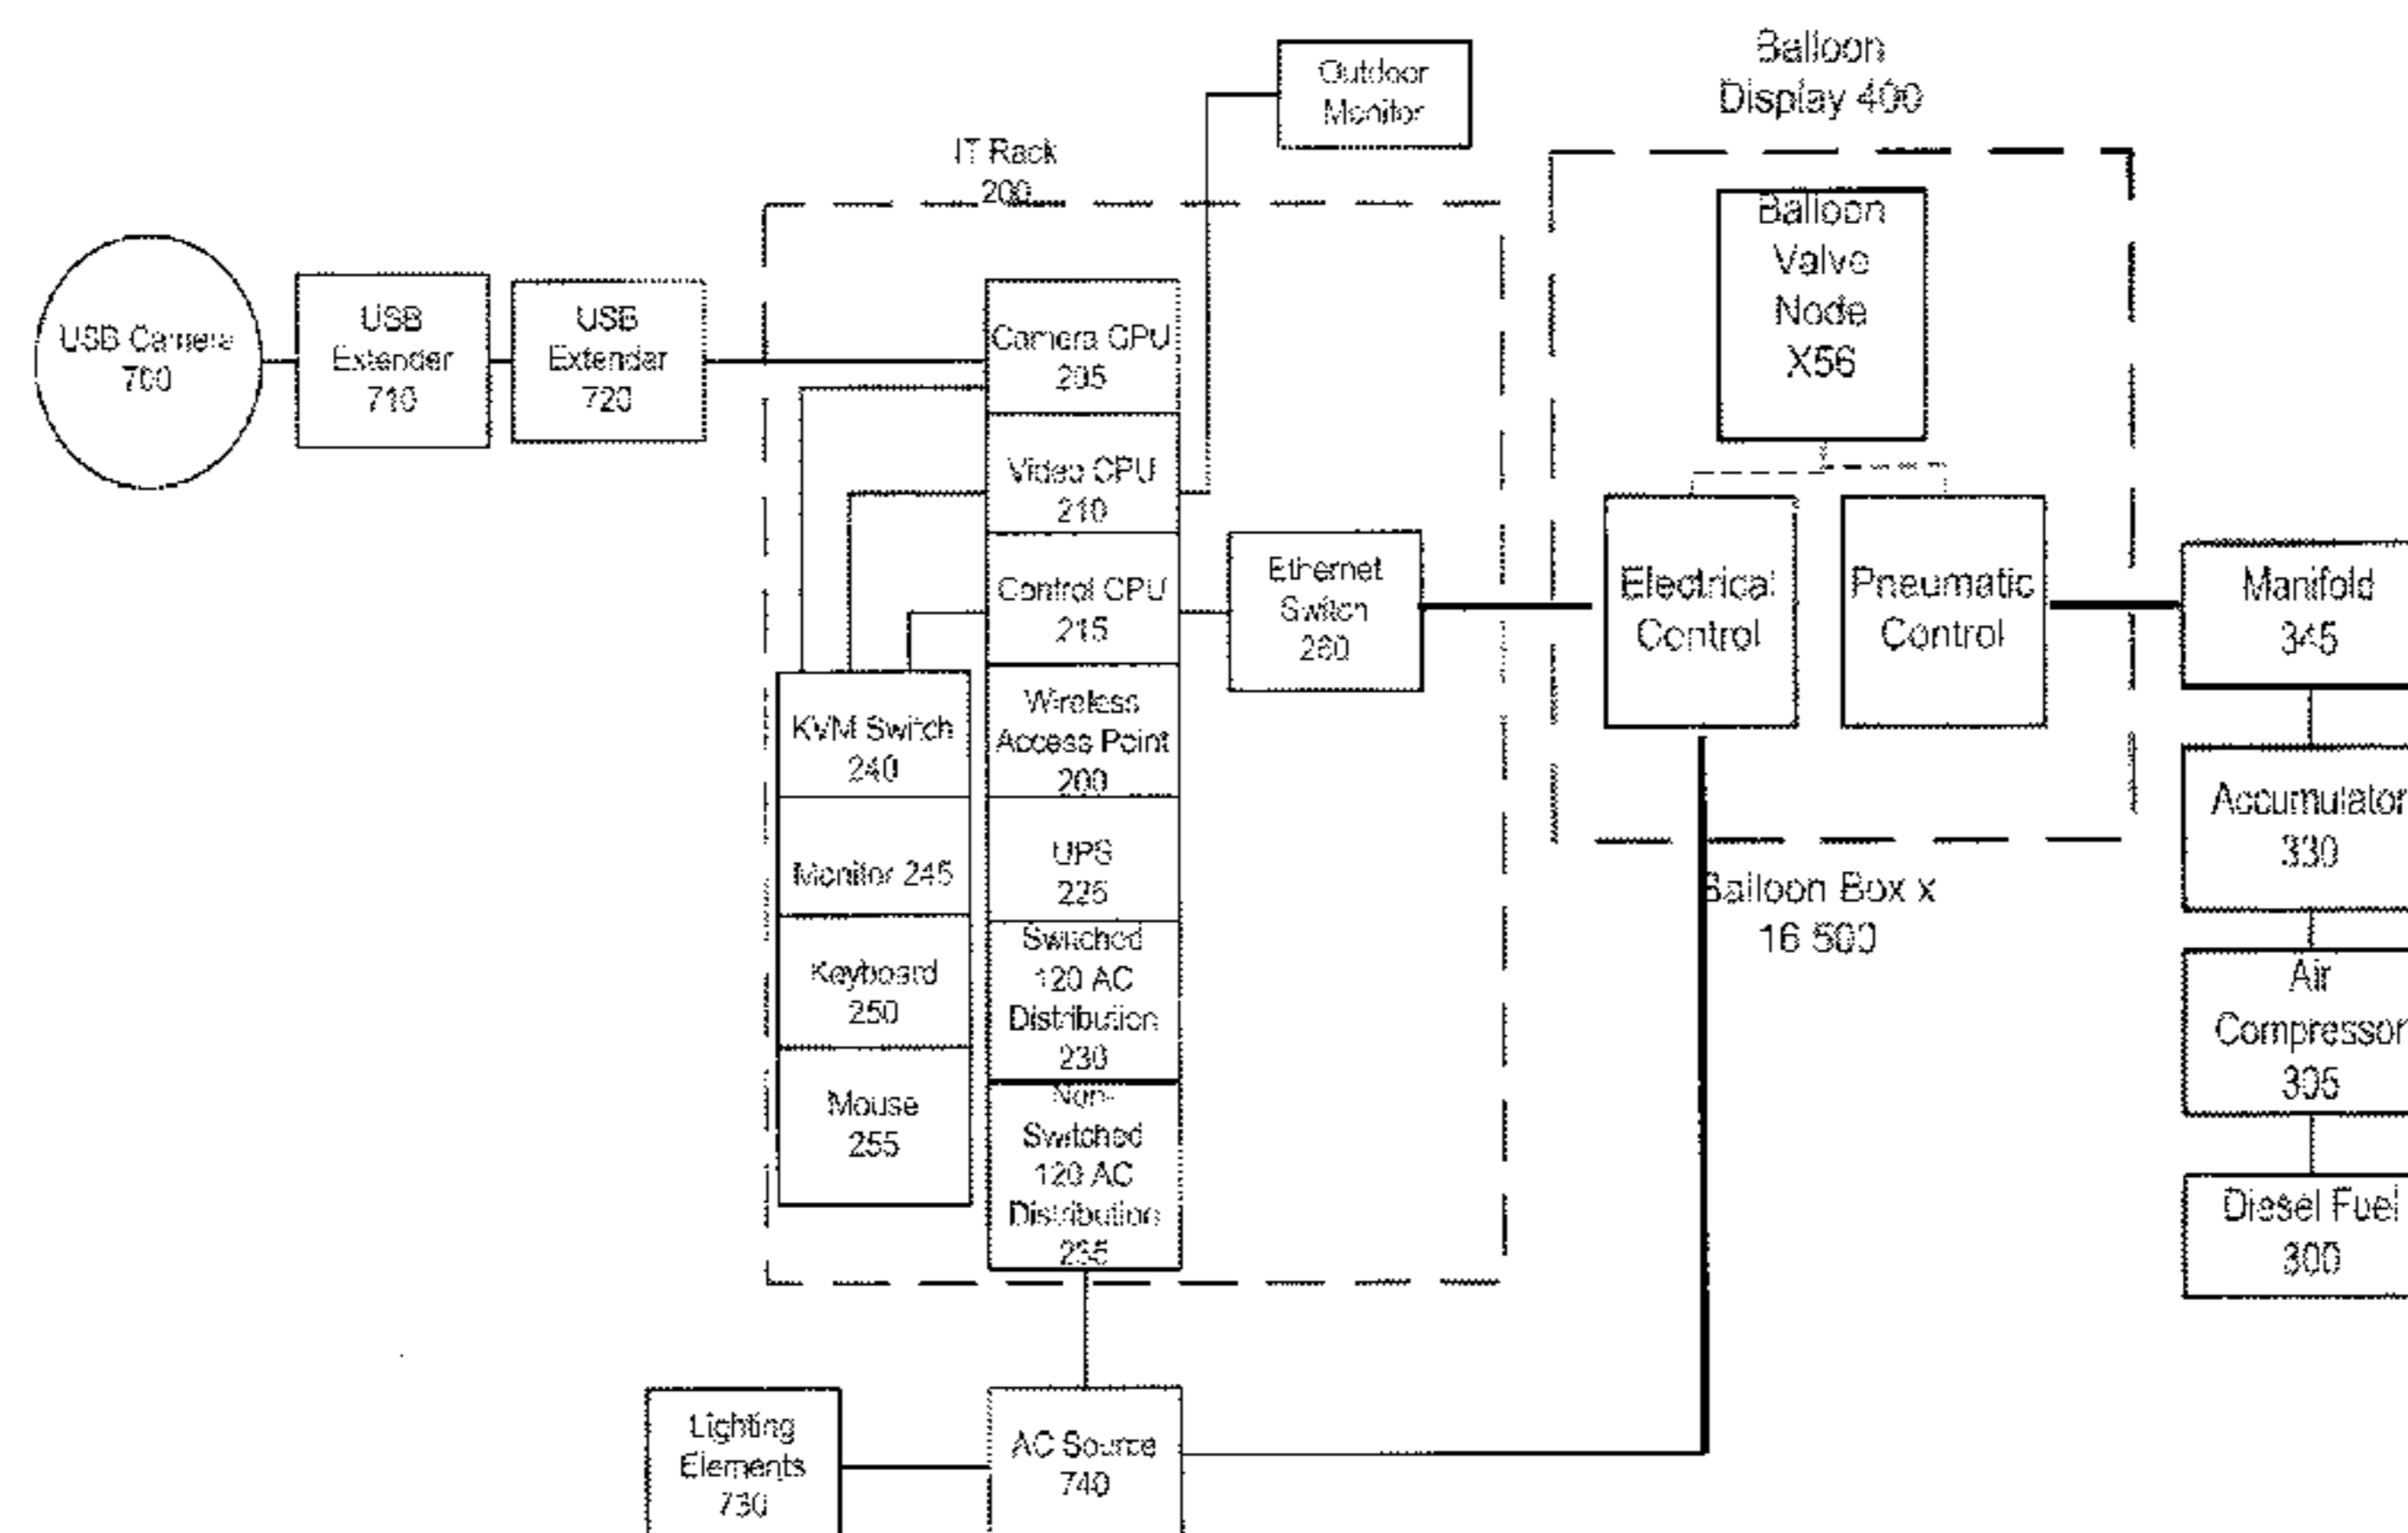 Balloon
Display 400
Outdoor
Monitor
IT Rack
200
Balloon
Valve
Node
X56
USB Camera
700
USB
Extender
710
USB
Extender
720
Camera CPU
205
Video CPU
210
Control CPU
215
Wireless
Access Point
200
UPS
225
Switched
120 AC
Distribution
230
Non-
Switched
120 AC
Distribution
235
KVM Switch
240
Monitor 245
Keyboard
250
Mouse
255
Ethernet
Switch
260
Electrical
Control
Pneumatic
Control
Balloon Box x
16 500
Manifold
345
Accumulator
330
Air
Compressor
305
Diesel Fuel
300
Lighting
Elements
730
AC Source
740